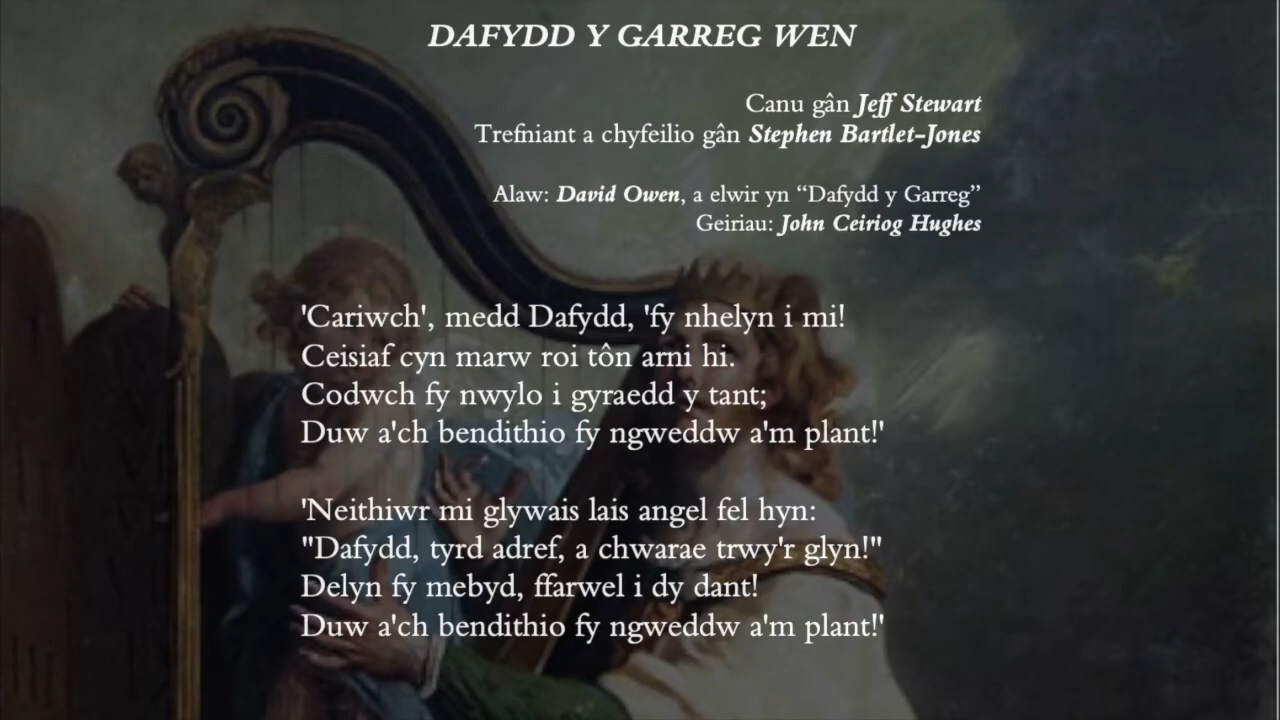 DAFYDD Y GARREG WEN
Canu gân Jeff Stewart
Trefniant a chyfeilio gân Stephen Bartlet-Jones
Alaw: David Owen, a elwir yn “Dafydd y Garreg”
Geiriau: John Ceiriog Hughes
'Cariwch', medd Dafydd, 'fy nhelyn i mi!
Ceisiaf cyn marw roi tôn arni hi.
Codwch fy nwylo i gyraedd y tant;
Duw a'ch bendithio fy ngweddw a'm plant!'
'Neithiwr mi glywais lais angel fel hyn:
"Dafydd, tyrd adref, a chwarae trwy'r glyn!"
Delyn fy mebyd, ffarwel i dy dant!
Duw a'ch bendithio fy ngweddw a'm plant!'